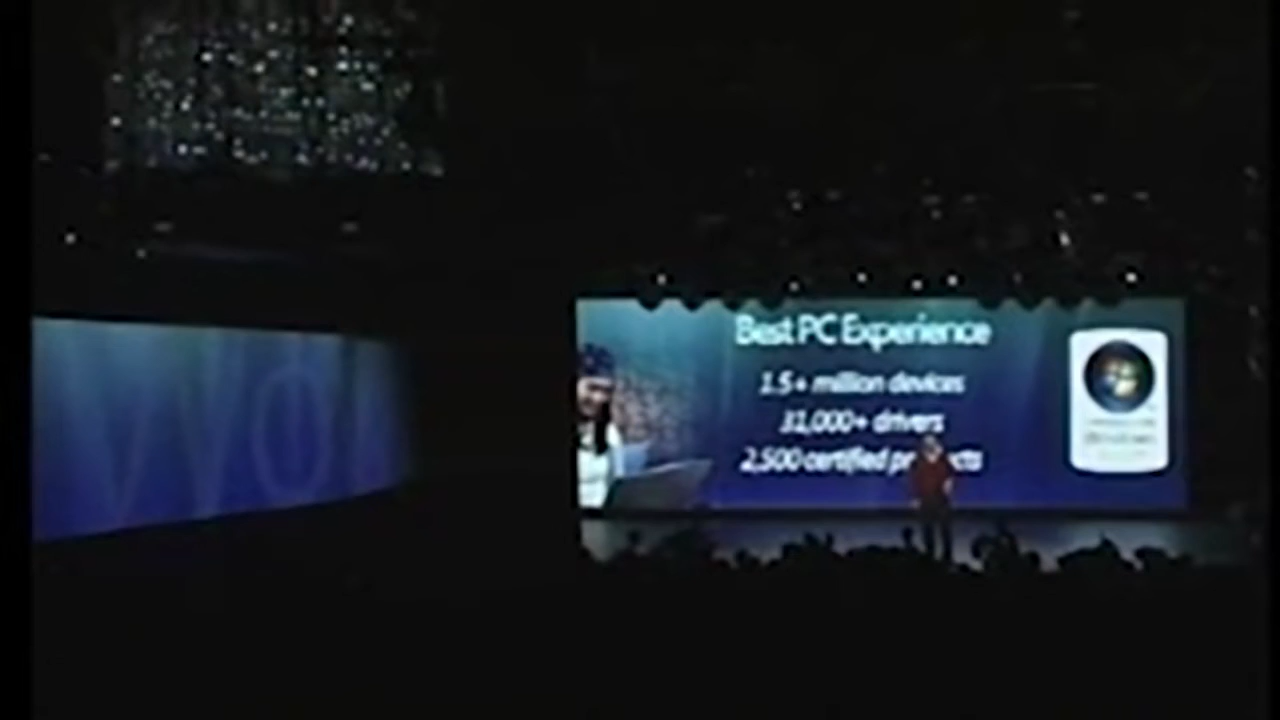 Best PC Experience
1.5+ million devices
31,000+ drivers
2,500 certified